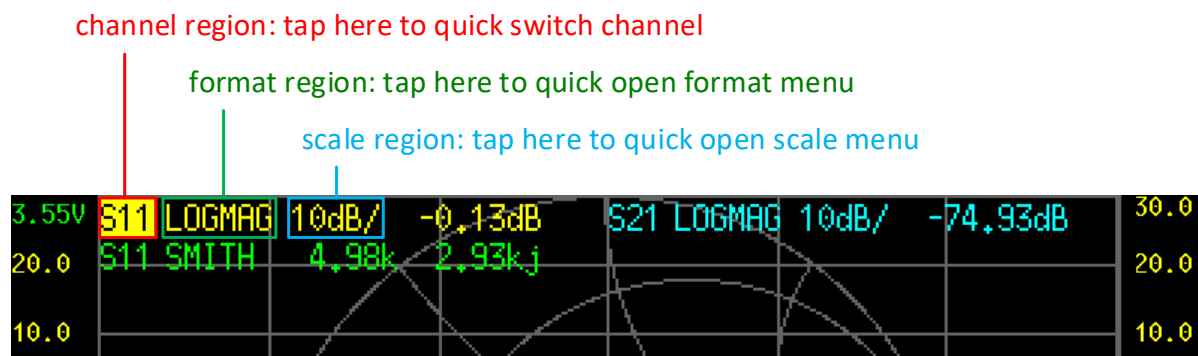 channel region: tap here to quick switch channel
format region: tap here to quick open format menu
scale region: tap here to quick open scale menu
3.55V S11 LOGMAG 10dB/ -0.13dB S21 LOGMAG 10dB/ -74.93dB 30.0
S11 SMITH 4.98k 2.93kj
20.0 20.0
10.0 10.0